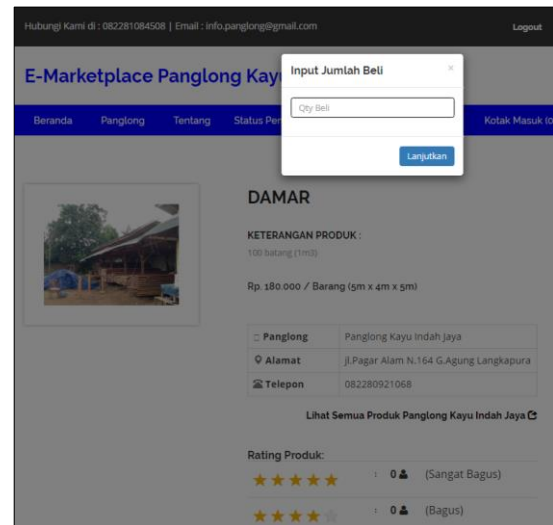 Hubungi Kami di : 082281084508 | Email : info.panglong@gmail.com Logout
E-Marketplace Panglong Kay
Input Jumlah Beli ×
Qty Beli
Lanjutkan
Beranda Panglong Tentang Status Pe Kotak Masuk (0
DAMAR
KETERANGAN PRODUK :
100 batang (1m3)
Rp. 180.000 / Barang (5m x 4m x 5m)
Panglong Panglong Kayu Indah Jaya
Alamat jl.Pagar Alam N.164 G.Agung Langkapura
Telepon 082280921068
Lihat Semua Produk Panglong Kayu Indah Jaya
Rating Produk:
: 0 (Sangat Bagus)
: 0 (Bagus)